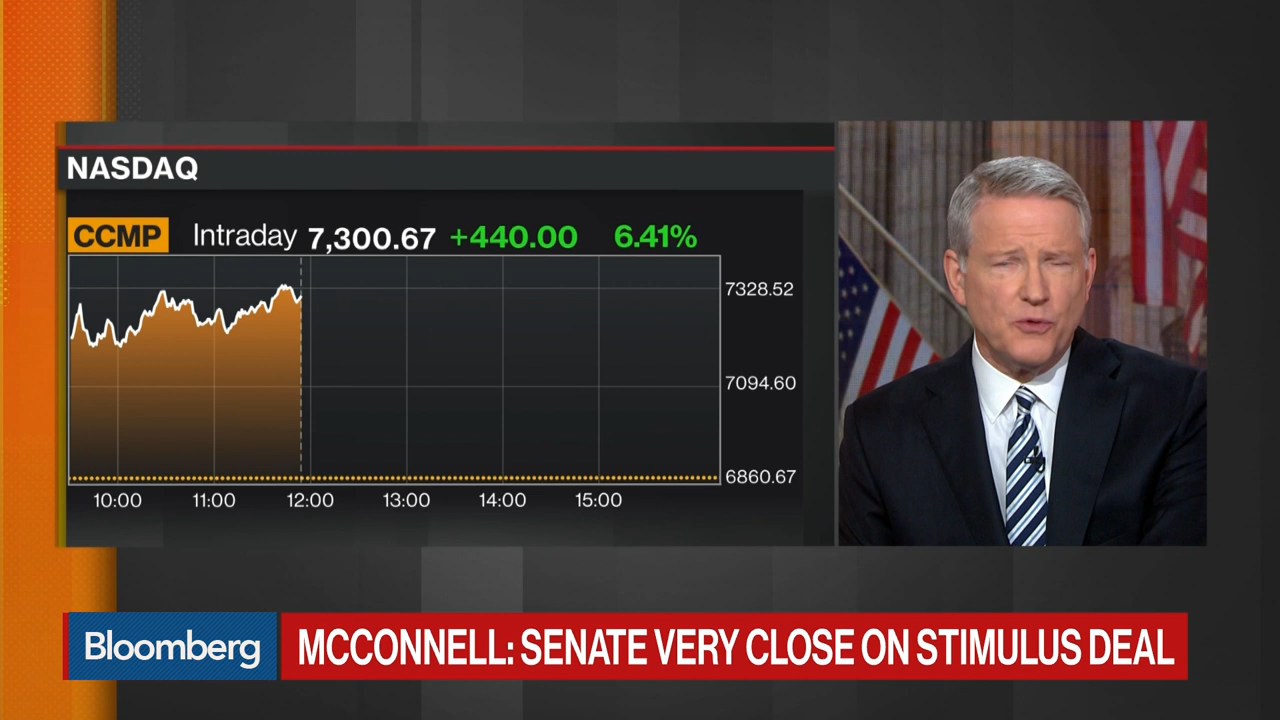 NASDAQ
CCMP Intraday 7,300.67 +440.00 6.41%
7328.52
7094.60
6860.67
10:00 11:00 12:00 13:00 14:00 15:00
Bloomberg MCCONNELL: SENATE VERY CLOSE ON STIMULUS DEAL